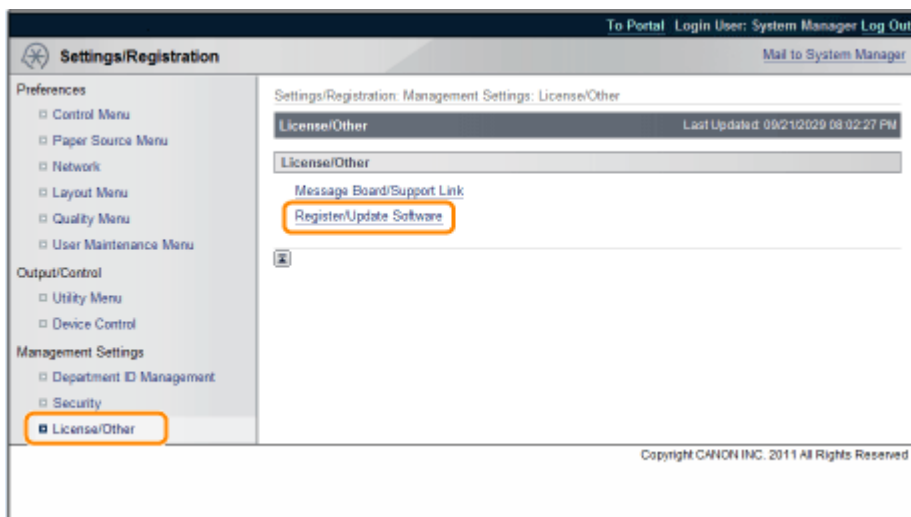 To Portal Login User: System Manager Log Out
Settings/Registration
Mail to System Manager
Preferences
Control Menu
Paper Source Menu
Network
Layout Menu
Quality Menu
User Maintenance Menu
Output/Control
Utility Menu
Device Control
Management Settings
Department ID Management
Security
License/Other
Settings/Registration: Management Settings: License/Other
License/Other Last Updated: 09/21/2029 08:02:27 PM
License/Other
Message Board/Support Link
Register/Update Software
Copyright CANON INC. 2011 All Rights Reserved